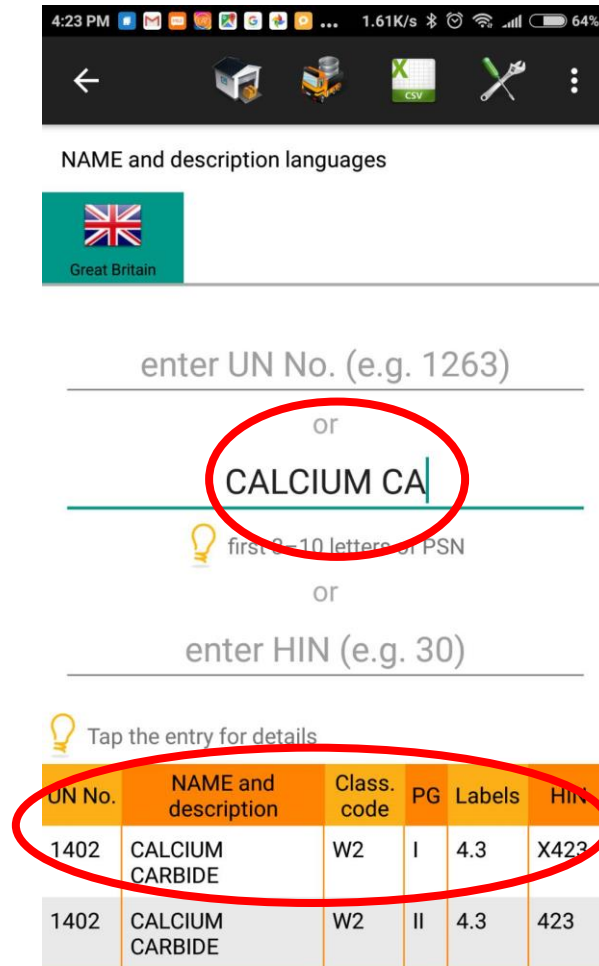 4:23 PM ... 1.61K/s 64%
X
CSV
NAME and description languages
Great Britain
enter UN No. (e.g. 1263)
or
CALCIUM CA
first 3–10 letters of PSN
or
enter HIN (e.g. 30)
Tap the entry for details
UN No. NAME and description Class. code PG Labels HIN
1402 CALCIUM CARBIDE W2 I 4.3 X423
1402 CALCIUM CARBIDE W2 II 4.3 423